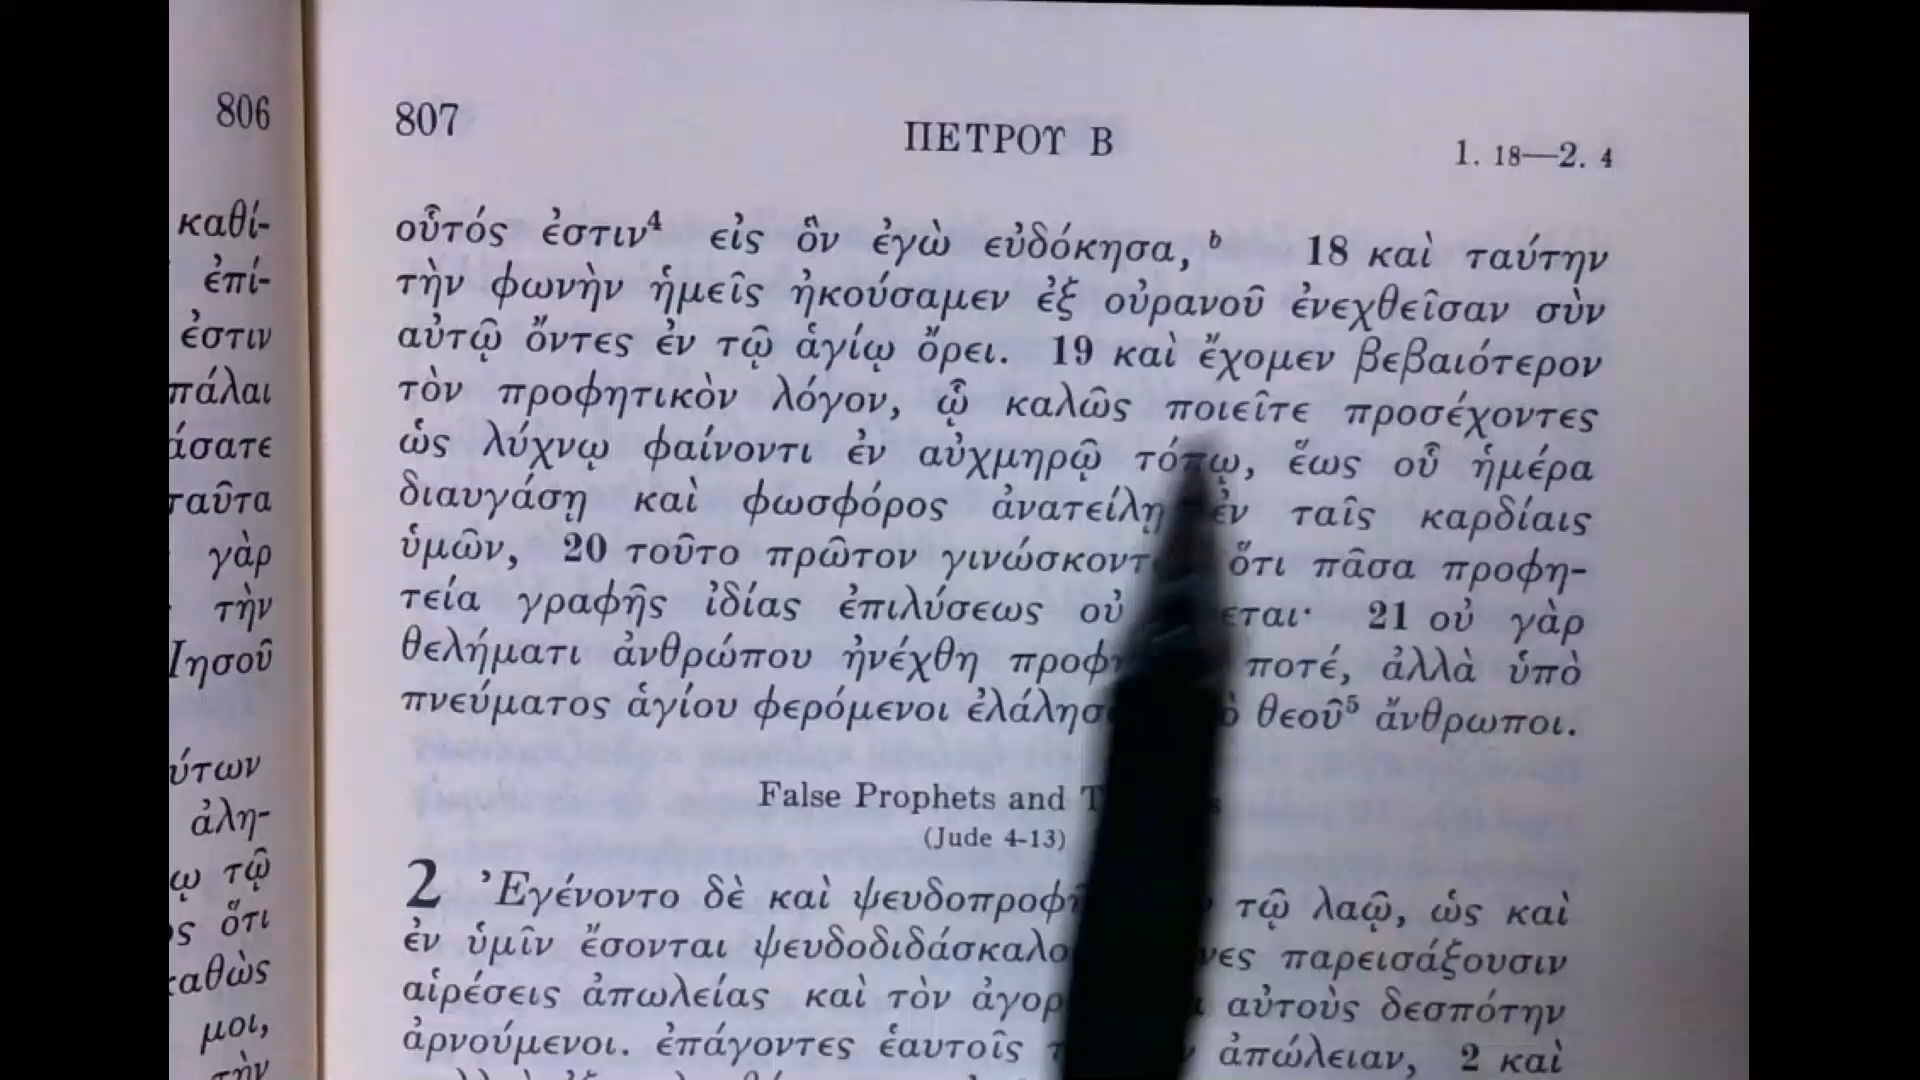 806
καθί-
ἐπί-
ἐστιν
πάλαι
άσατε
ταῦτα
γὰρ
τὴν
Ἰησοῦ
ύτων
ἀλη-
ῳ τῷ
ς ὅτι
καθὼς
μοι,
τὴν
807 ΠΕΤΡΟΥ Β 1. 18—2. 4
οὗτός ἐστιν⁴ εἰς ὃν ἐγὼ εὐδόκησα, ᵇ 18 καὶ ταύτην
τὴν φωνὴν ἡμεῖς ἠκούσαμεν ἐξ οὐρανοῦ ἐνεχθεῖσαν σὺν
αὐτῷ ὄντες ἐν τῷ ἁγίῳ ὄρει. 19 καὶ ἔχομεν βεβαιότερον
τὸν προφητικὸν λόγον, ᾧ καλῶς ποιεῖτε προσέχοντες
ὡς λύχνῳ φαίνοντι ἐν αὐχμηρῷ τόπῳ, ἕως οὗ ἡμέρα
διαυγάσῃ καὶ φωσφόρος ἀνατείλῃ ἐν ταῖς καρδίαις
ὑμῶν, 20 τοῦτο πρῶτον γινώσκοντ ὅτι πᾶσα προφη-
τεία γραφῆς ἰδίας ἐπιλύσεως οὐ εται· 21 οὐ γὰρ
θελήματι ἀνθρώπου ἠνέχθη προφ ποτέ, ἀλλὰ ὑπὸ
πνεύματος ἁγίου φερόμενοι ἐλάλησ ὸ θεοῦ⁵ ἄνθρωποι.
False Prophets and T s
(Jude 4-13)
2 Ἐγένοντο δὲ καὶ ψευδοπροφ τῷ λαῷ, ὡς καὶ
ἐν ὑμῖν ἔσονται ψευδοδιδάσκαλο νες παρεισάξουσιν
αἱρέσεις ἀπωλείας καὶ τὸν ἀγορ αὐτοὺς δεσπότην
ἀρνούμενοι. ἐπάγοντες ἑαυτοῖς τ ἀπώλειαν, 2 καὶ